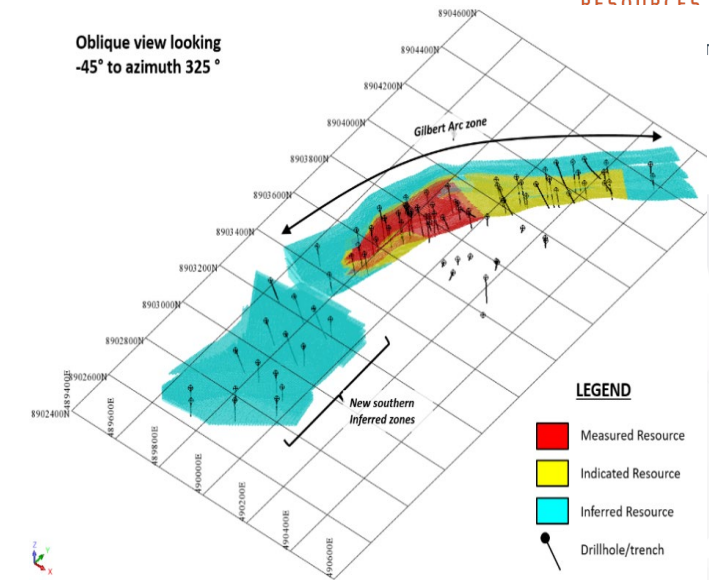 RESOURCES
Oblique view looking
-45° to azimuth 325 °
8904600N
8904400N
8904200N
8904000N
8903800N
8903600N
8903400N
8903200N
8903000N
8902800N
8902600N
8902400N
Gilbert Arc zone
New southern
Inferred zones
489400E
489600E
489800E
490000E
490200E
490400E
490600E
LEGEND
Measured Resource
Indicated Resource
Inferred Resource
Drillhole/trench
Z
Y
X